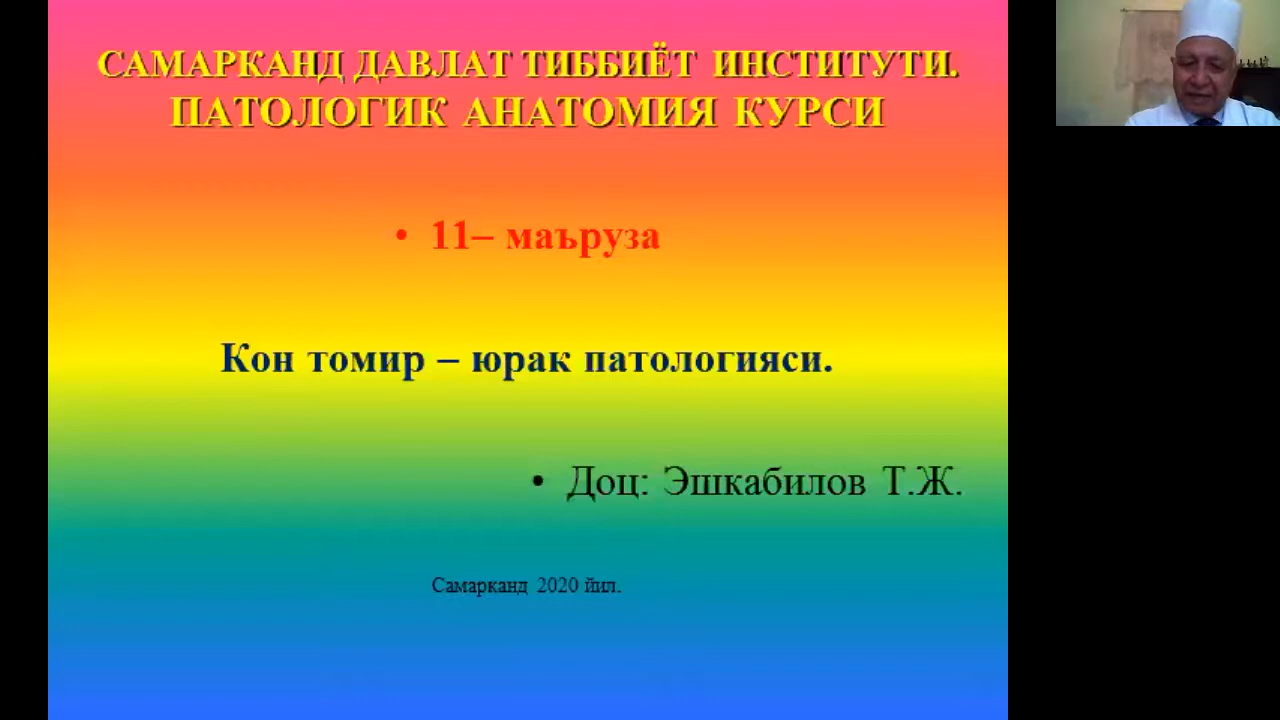 САМАРКАНД ДАВЛАТ ТИББИЁТ ИНСТИТУТИ.
ПАТОЛОГИК АНАТОМИЯ КУРСИ
• 11– маъруза
Кон томир – юрак патологияси.
• Доц: Эшкабилов Т.Ж.
Самарканд 2020 йил.